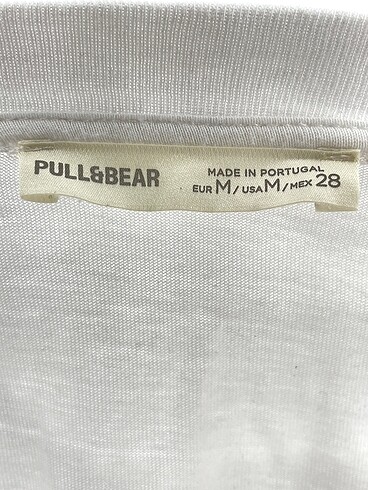 PULL&BEAR
MADE IN PORTUGAL
EUR M / USA M / MEX 28